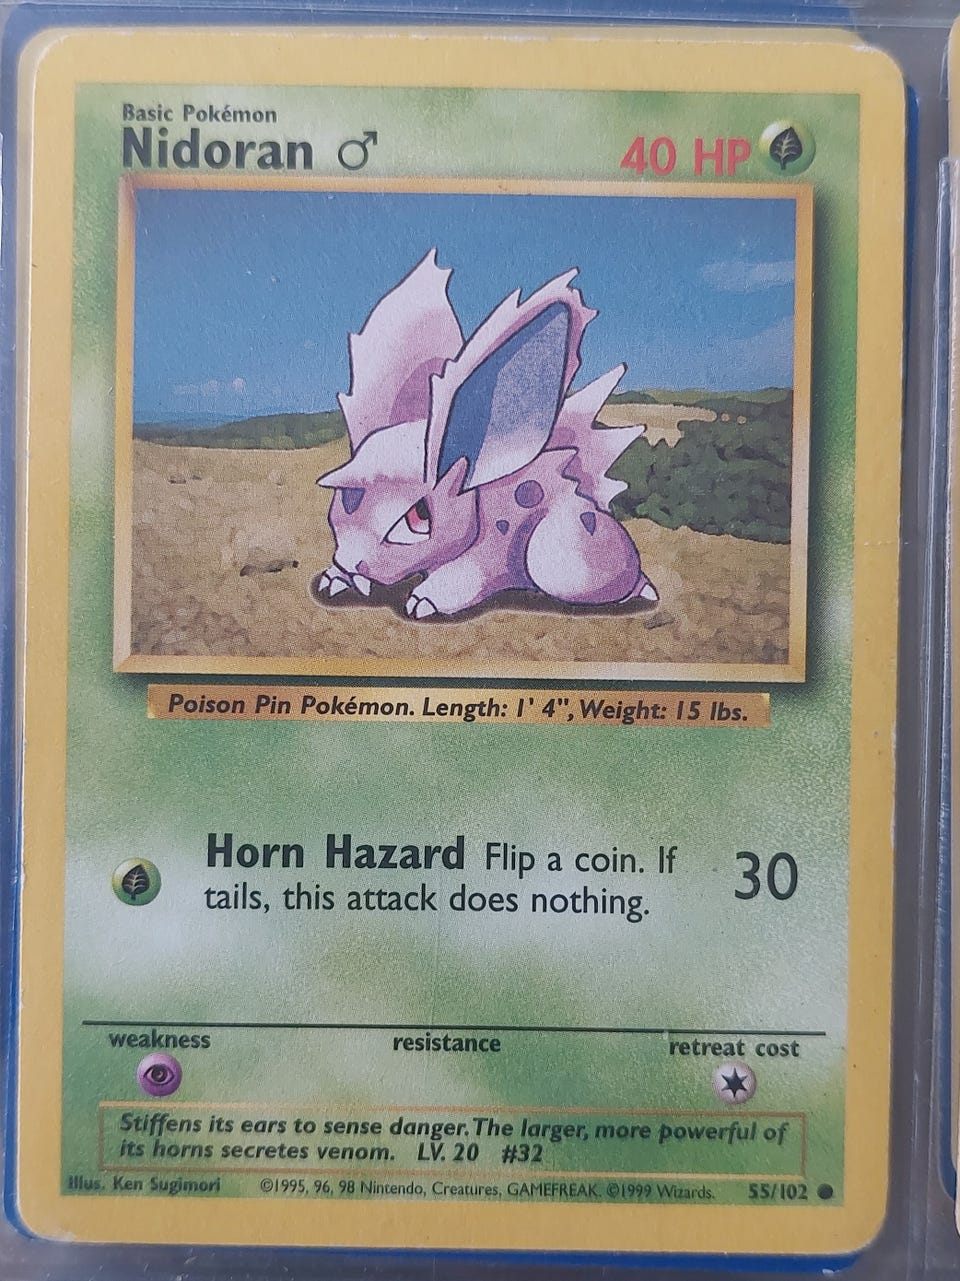 Basic Pokémon
Nidoran ♂ 40 HP
Poison Pin Pokémon. Length: 1' 4", Weight: 15 lbs.
Horn Hazard Flip a coin. If 30
tails, this attack does nothing.
weakness resistance retreat cost
Stiffens its ears to sense danger. The larger, more powerful of
its horns secretes venom. LV. 20 #32
Illus. Ken Sugimori ©1995, 96, 98 Nintendo, Creatures, GAMEFREAK. ©1999 Wizards. 55/102 ●